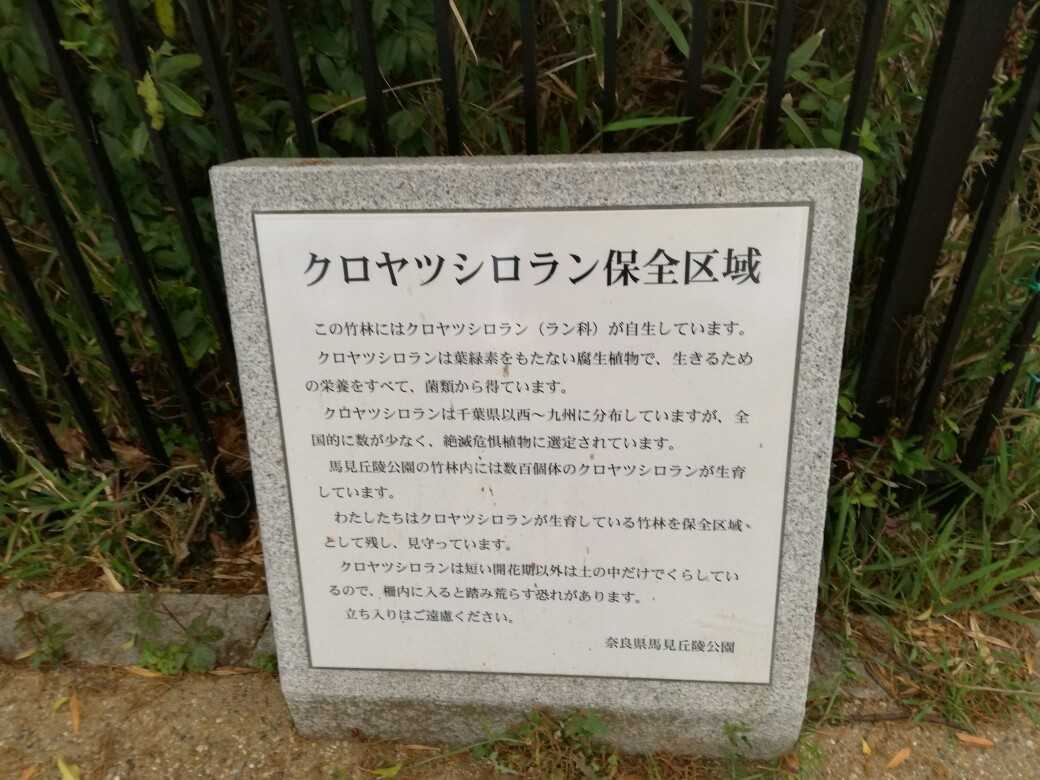 クロヤツシロラン保全区域
この竹林にはクロヤツシロラン（ラン科）が自生しています。
クロヤツシロランは葉緑素をもたない腐生植物で、生きるため
の栄養をすべて、菌類から得ています。
クロヤツシロランは千葉県以西～九州に分布していますが、全
国的に数が少なく、絶滅危惧植物に選定されています。
馬見丘陵公園の竹林内には数百個体のクロヤツシロランが生育
しています。
わたしたちはクロヤツシロランが生育している竹林を保全区域
として残し、見守っています。
クロヤツシロランは短い開花期以外は土の中だけでくらしてい
るので、柵内に入ると踏み荒らす恐れがあります。
立ち入りはご遠慮ください。
奈良県馬見丘陵公園